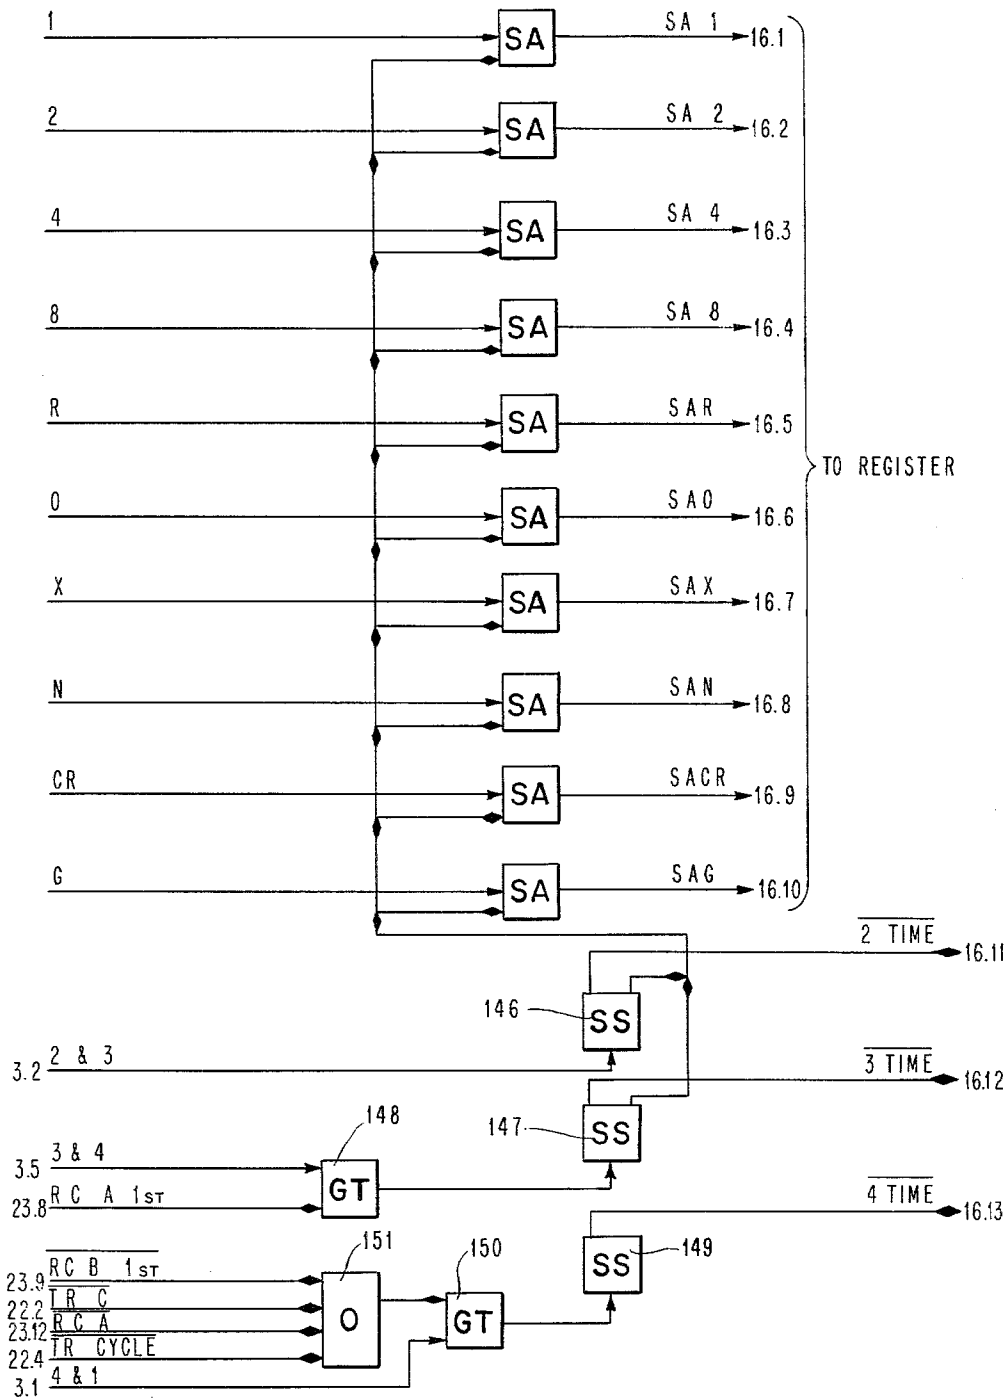 1 SA SA 1 16.1
2 SA SA 2 16.2
4 SA SA 4 16.3
8 SA SA 8 16.4
R SA SAR 16.5
TO REGISTER
0 SA SA0 16.6
X SA SAX 16.7
N SA SAN 16.8
CR SA SACR 16.9
G SA SAG 16.10
2 TIME 16.11
146 SS
3.2 2 & 3
3 TIME 16.12
147 SS
148
3.5 3 & 4
GT
23.8 RC A 1ST
4 TIME 16.13
149 SS
151 150
23.9 RC B 1ST
22.2 TR C
O GT
23.12 RC A
22.4 TR CYCLE
3.1 4 & 1